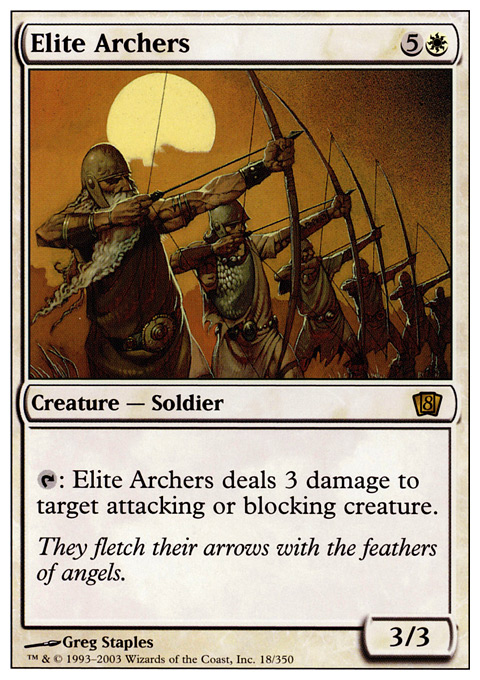 Elite Archers 5
Creature — Soldier 8
: Elite Archers deals 3 damage to
target attacking or blocking creature.
They fletch their arrows with the feathers
of angels.
Greg Staples
3/3
™ & © 1993–2003 Wizards of the Coast, Inc. 18/350